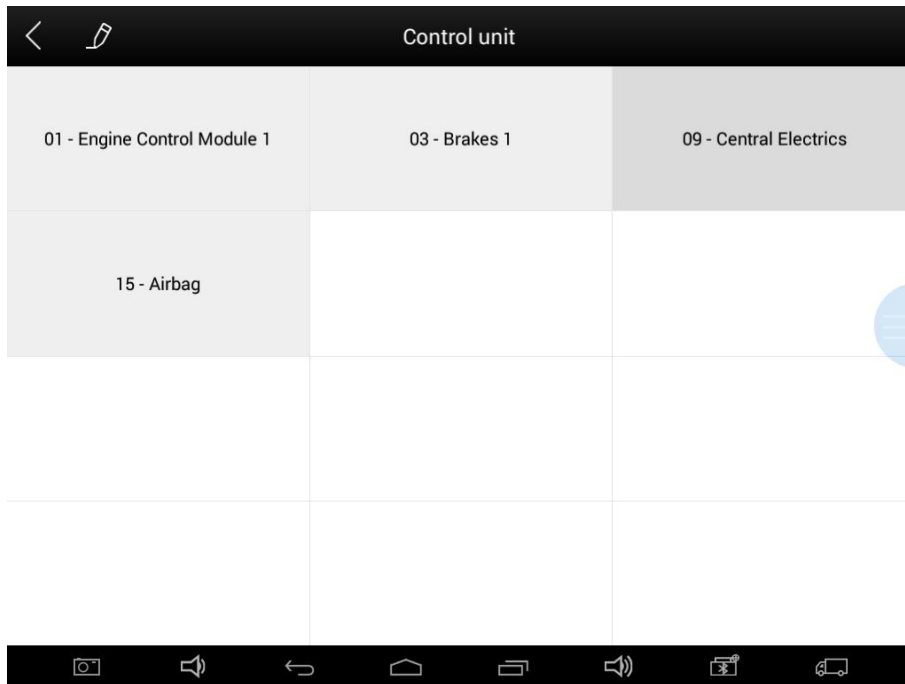 Control unit
01 - Engine Control Module 1
03 - Brakes 1
09 - Central Electrics
15 - Airbag